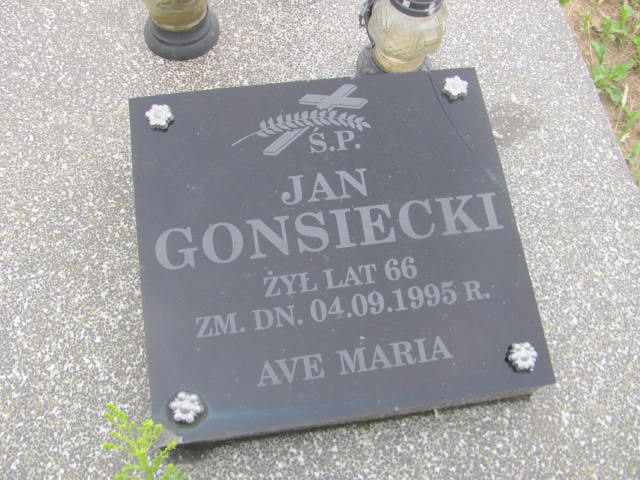 Ś.P.
JAN
GONSIECKI
ŻYŁ LAT 66
ZM. DN. 04.09.1995 R.
AVE MARIA